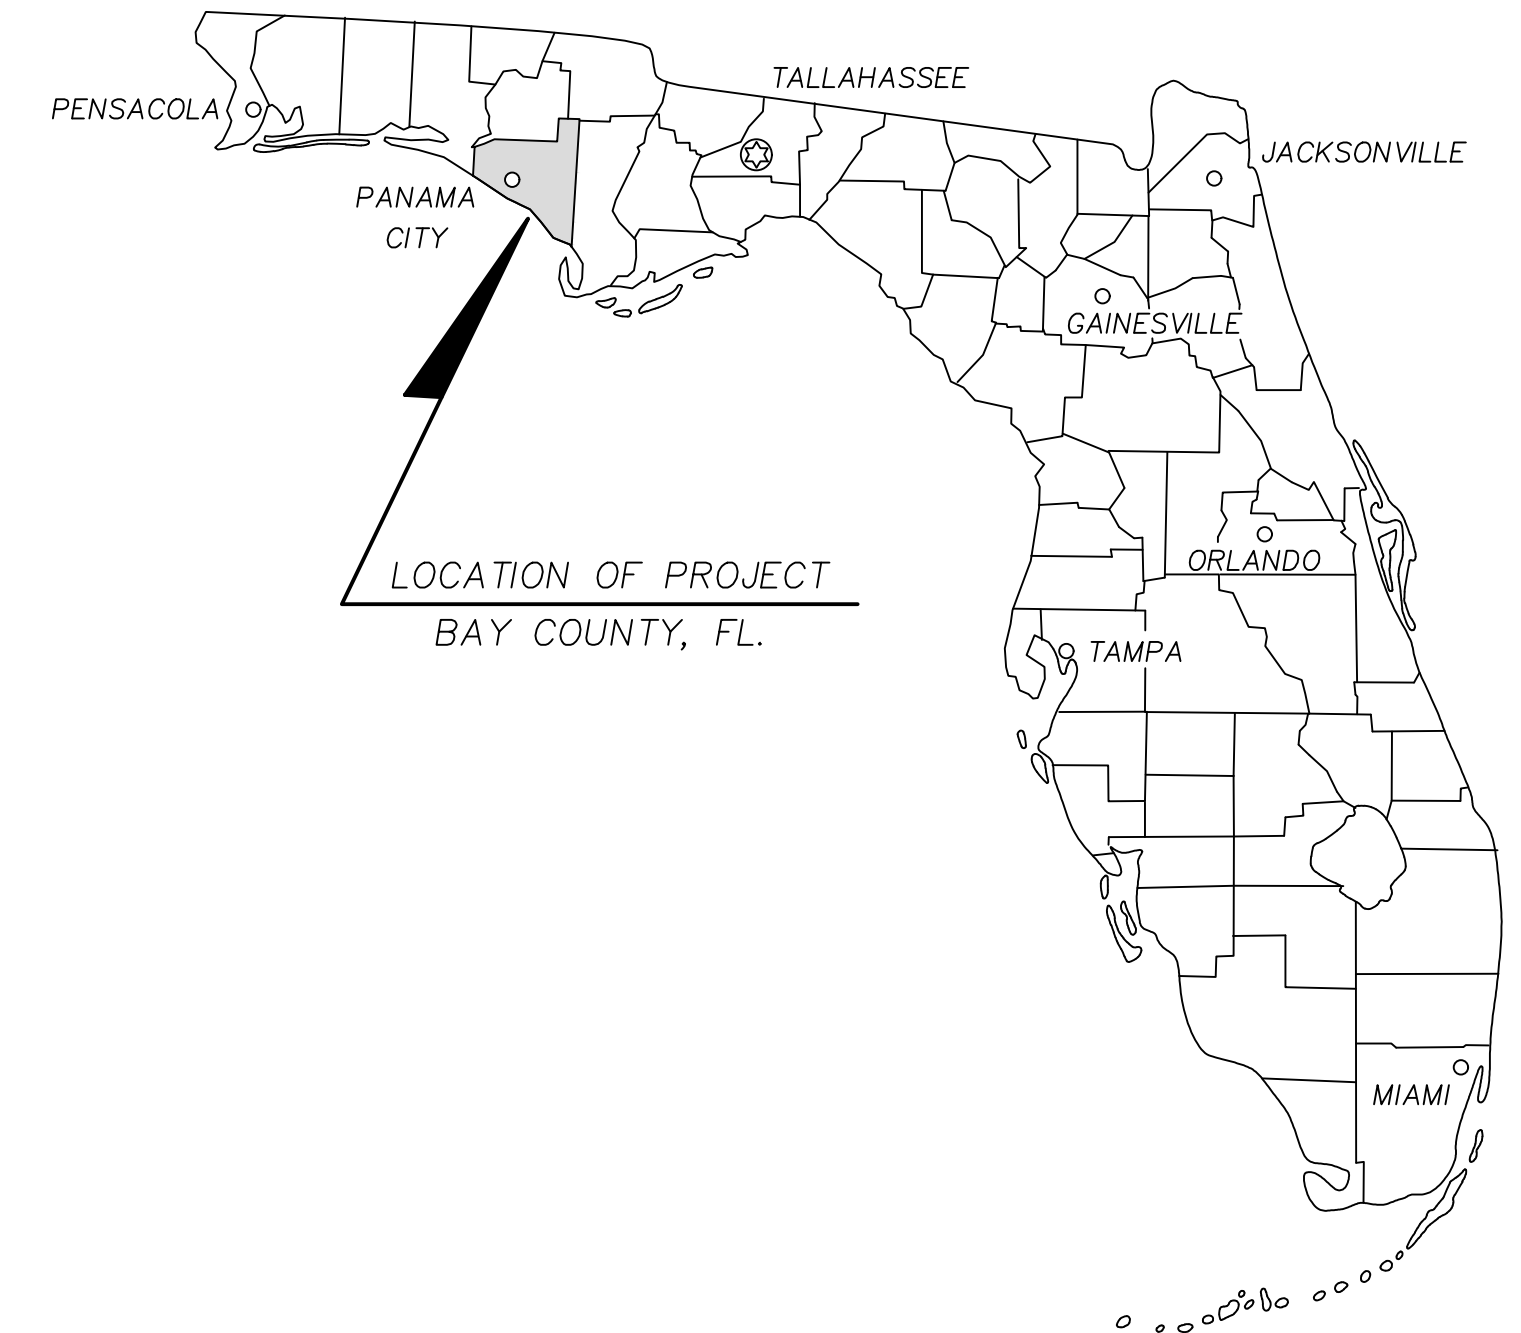 TALLAHASSEE
PENSACOLA
JACKSONVILLE
PANAMA
CITY
GAINESVILLE
ORLANDO
LOCATION OF PROJECT
BAY COUNTY, FL.
TAMPA
MIAMI